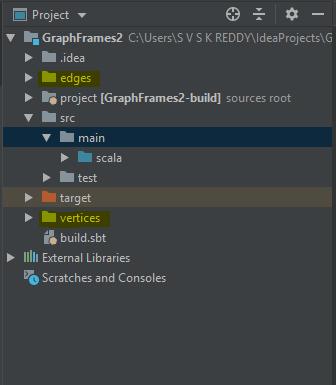 Project
GraphFrames2 C:\Users\S V S K REDDY\IdeaProjects\G
.idea
edges
project [GraphFrames2-build] sources root
src
main
scala
test
target
vertices
build.sbt
External Libraries
Scratches and Consoles